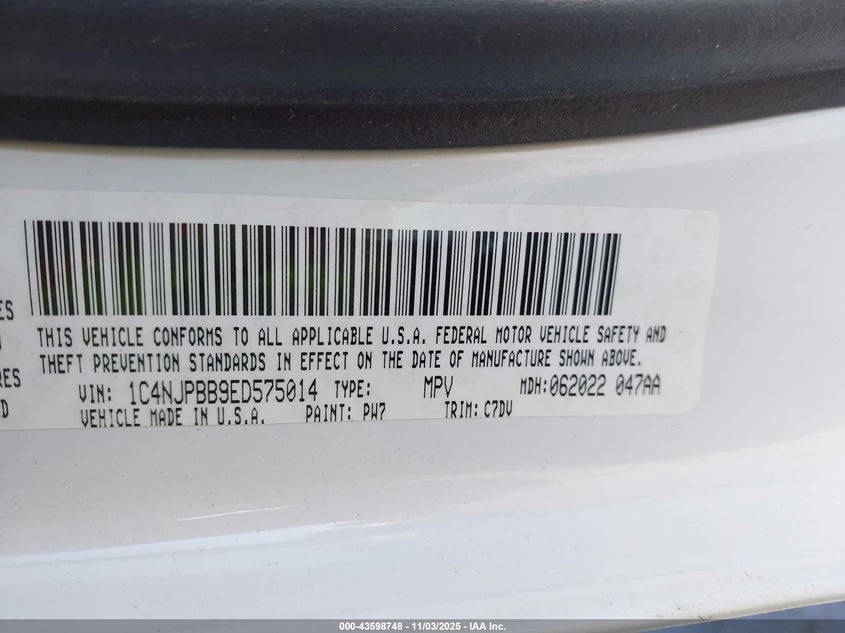 ES
THIS VEHICLE CONFORMS TO ALL APPLICABLE U.S.A. FEDERAL MOTOR VEHICLE SAFETY AND
THEFT PREVENTION STANDARDS IN EFFECT ON THE DATE OF MANUFACTURE SHOWN ABOVE.
RES
VIN: 1C4NJPBB9ED575014 TYPE: MPV MDH: 062022 047AA
D
VEHICLE MADE IN U.S.A. PAINT: PW7 TRIM: C7DV
000-43598748 - 11/03/2025 - IAA Inc.